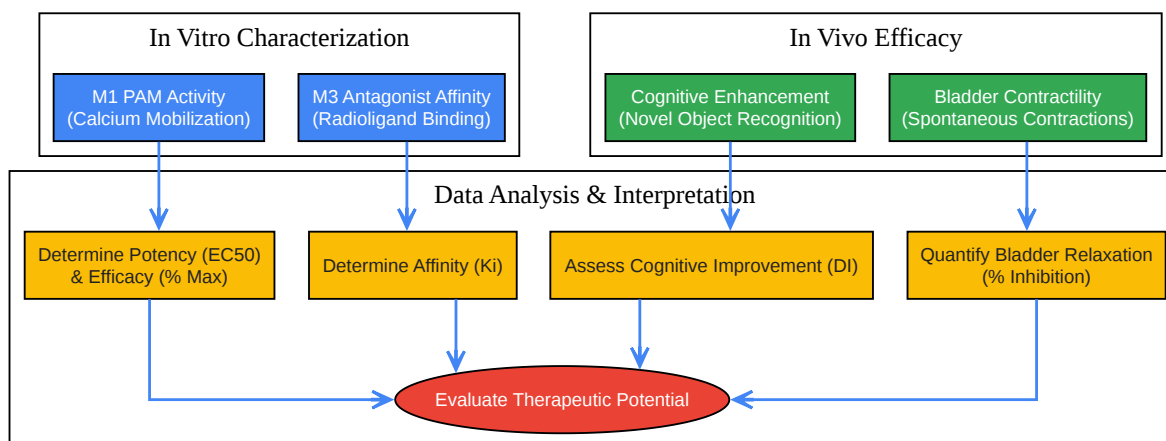 In Vitro Characterization
M1 PAM Activity
(Calcium Mobilization)
M3 Antagonist Affinity
(Radioligand Binding)
In Vivo Efficacy
Cognitive Enhancement
(Novel Object Recognition)
Bladder Contractility
(Spontaneous Contractions)
Data Analysis & Interpretation
Determine Potency (EC50)
& Efficacy (% Max)
Determine Affinity (Ki)
Assess Cognitive Improvement (DI)
Quantify Bladder Relaxation
(% Inhibition)
Evaluate Therapeutic Potential